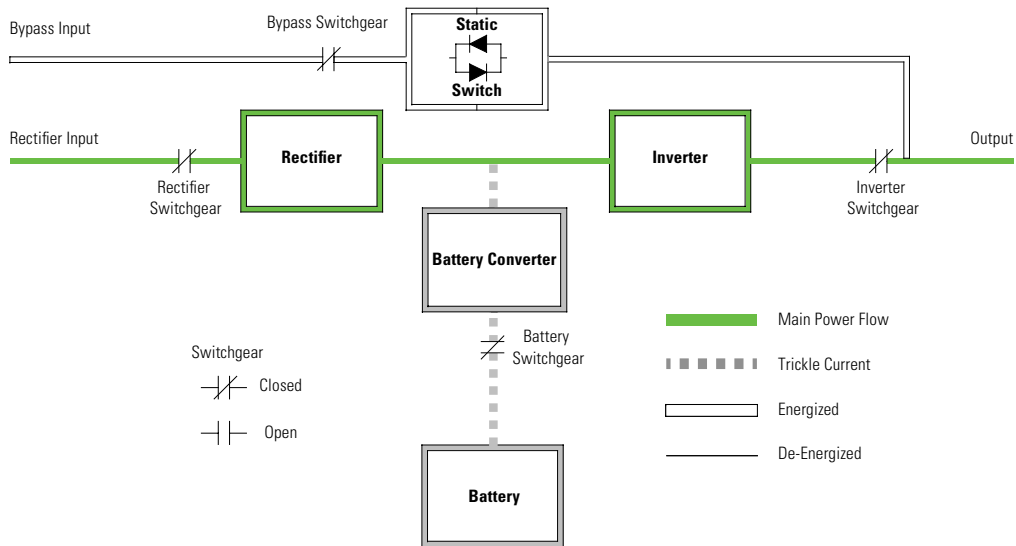 Bypass Input
Bypass Switchgear
Static
Switch
Rectifier Input
Rectifier
Inverter
Output
Rectifier
Switchgear
Inverter
Switchgear
Battery Converter
Battery
Switchgear
Switchgear
Closed
Open
Battery
Main Power Flow
Trickle Current
Energized
De-Energized